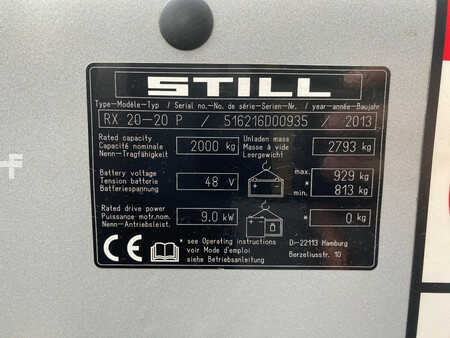 STILL
Type-Modèle-Typ / Serial no.-No. de série-Serien-Nr. / year-année-Baujahr
RX 20-20 P / 516216D00935 / 2013
Rated capacity
Capacité nominale
Nenn-Tragfähigkeit
2000 kg
Unladen mass
Masse à vide
Leergewicht
2793 kg
Battery voltage
Tension batterie
Batteriespannung
48 V
max. 929 kg
* min. 813 kg
Rated drive power
Puissance motr.nom.
Nenn-Antriebsleist.
9.0 kW
* 0 kg
CE
* see Operating instructions
voir Mode d'emploi
siehe Betriebsanleitung
D-22113 Hamburg
Berzeliusstr. 10